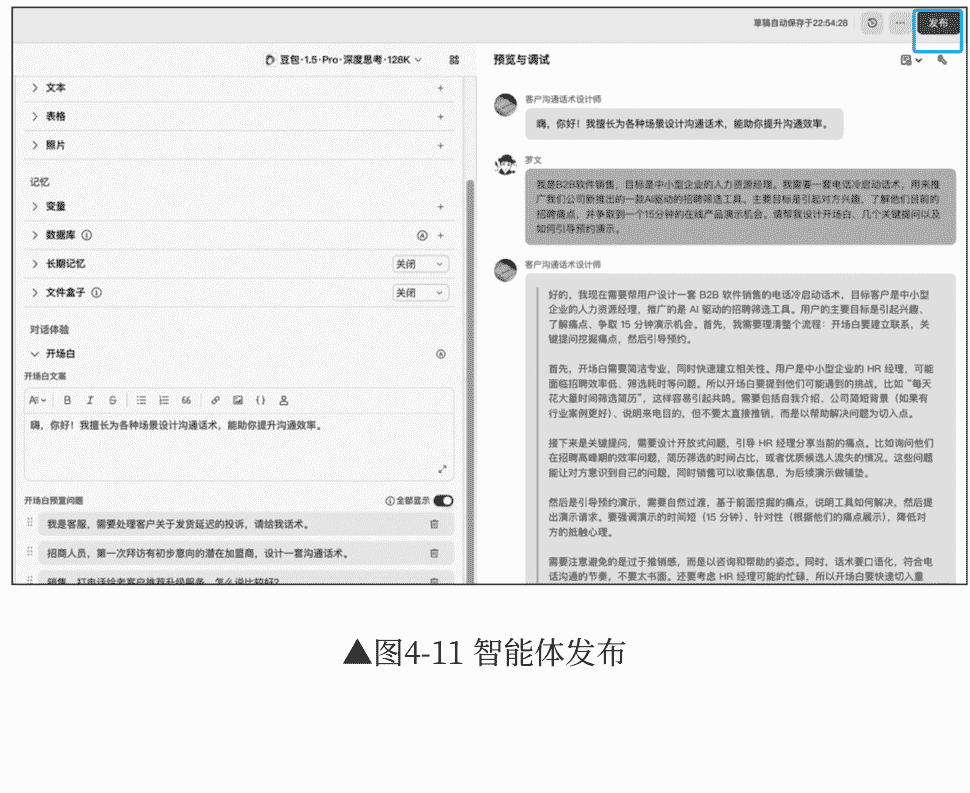 草稿自动保存于22:54:28
发布
豆包·1.5·Pro·深度思考·128K
文本
表格
照片
记忆
变量
数据库
长期记忆
关闭
文件盒子
关闭
对话体验
开场白
开场白文案
嗨，你好！我擅长为各种场景设计沟通话术，能助你提升沟通效率。
开场白预置问题
全部显示
我是客服，需要处理客户关于发货延迟的投诉，请给我话术。
招商人员，第一次拜访有初步意向的潜在加盟商，设计一套沟通话术。
销售，打电话给老客户推荐升级服务，怎么说比较好？
预览与调试
客户沟通话术设计师
嗨，你好！我擅长为各种场景设计沟通话术，能助你提升沟通效率。
罗文
我是B2B软件销售，目标是中小型企业的人力资源经理。我需要一套电话冷启动话术，用来推
广我们公司新推出的一款AI驱动的招聘筛选工具。主要目标是引起对方兴趣，了解他们目前的
招聘痛点，并争取到一个15分钟的在线产品演示机会。请帮我设计开场白、几个关键提问以及
如何引导预约演示。
客户沟通话术设计师
好的，我现在需要帮用户设计一套 B2B 软件销售的电话冷启动话术，目标客户是中小型
企业的人力资源经理，推广的是 AI 驱动的招聘筛选工具。用户的主要目标是引起兴趣、
了解痛点、争取 15 分钟演示机会。首先，我需要理清整个流程：开场白要建立联系，关
键提问挖掘痛点，然后引导预约。
首先，开场白需要简洁专业，同时快速建立相关性。用户是中小型企业的 HR 经理，可能
面临招聘效率低、筛选耗时等问题。所以开场白要提到他们可能遇到的挑战，比如“每天
花大量时间筛选简历”，这样容易引起共鸣。需要包括自我介绍、公司简短背景（如果有
行业案例更好）、说明来电目的，但不要太直接推销，而是以帮助解决问题为切入点。
接下来是关键提问，需要设计开放式问题，引导 HR 经理分享当前的痛点。比如询问他们
在招聘高峰期的效率问题，简历筛选的时间占比，或者优质候选人流失的情况。这些问题
能让对方意识到自己的问题，同时销售可以收集信息，为后续演示做铺垫。
然后是引导预约演示，需要自然过渡，基于前面挖掘的痛点，说明工具如何解决，然后提
出演示请求。要强调演示的时间短（15 分钟）、针对性（根据他们的痛点展示），降低对
方的抵触心理。
需要注意避免的是过于推销感，而是以咨询和帮助的姿态。同时，话术要口语化，符合电
话沟通的节奏，不要太书面。还要考虑 HR 经理可能的忙碌，所以开场白要快速切入重
▲图4-11 智能体发布